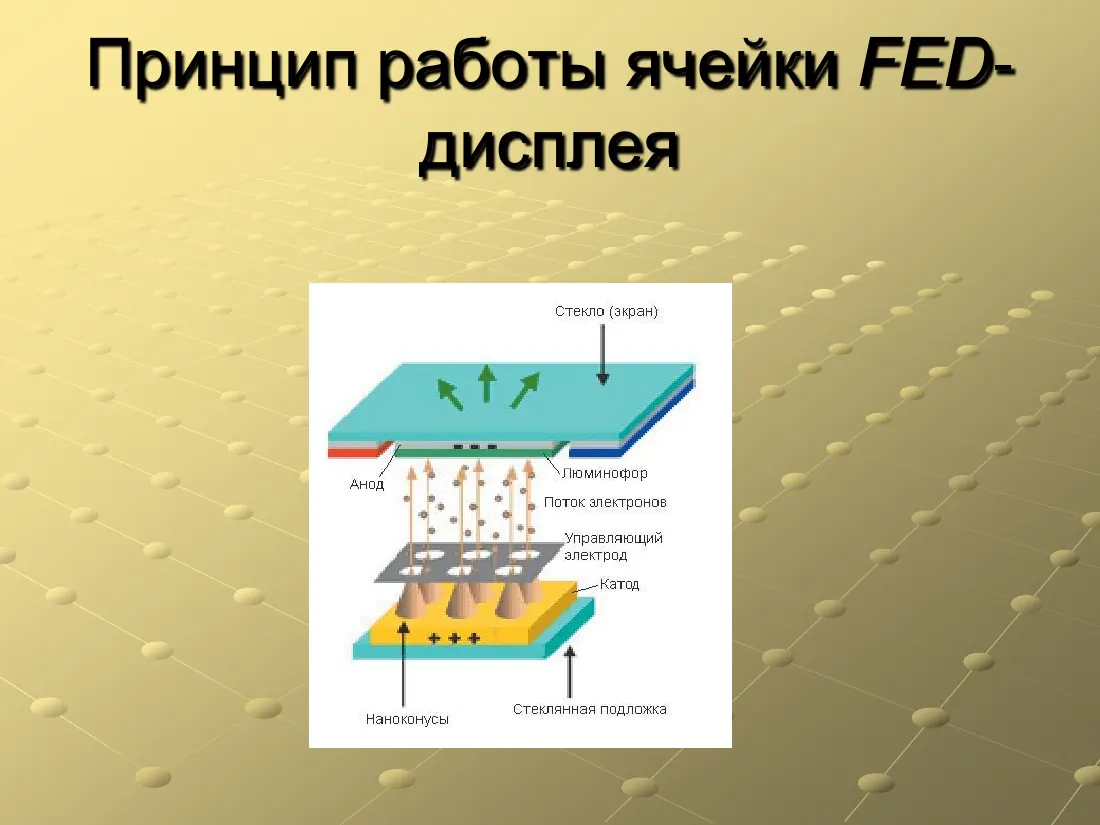 Принцип работы ячейки FED-
дисплея
Стекло (экран)
Анод
Люминофор
Поток электронов
Управляющий
электрод
Катод
Наноконусы
Стеклянная подложка